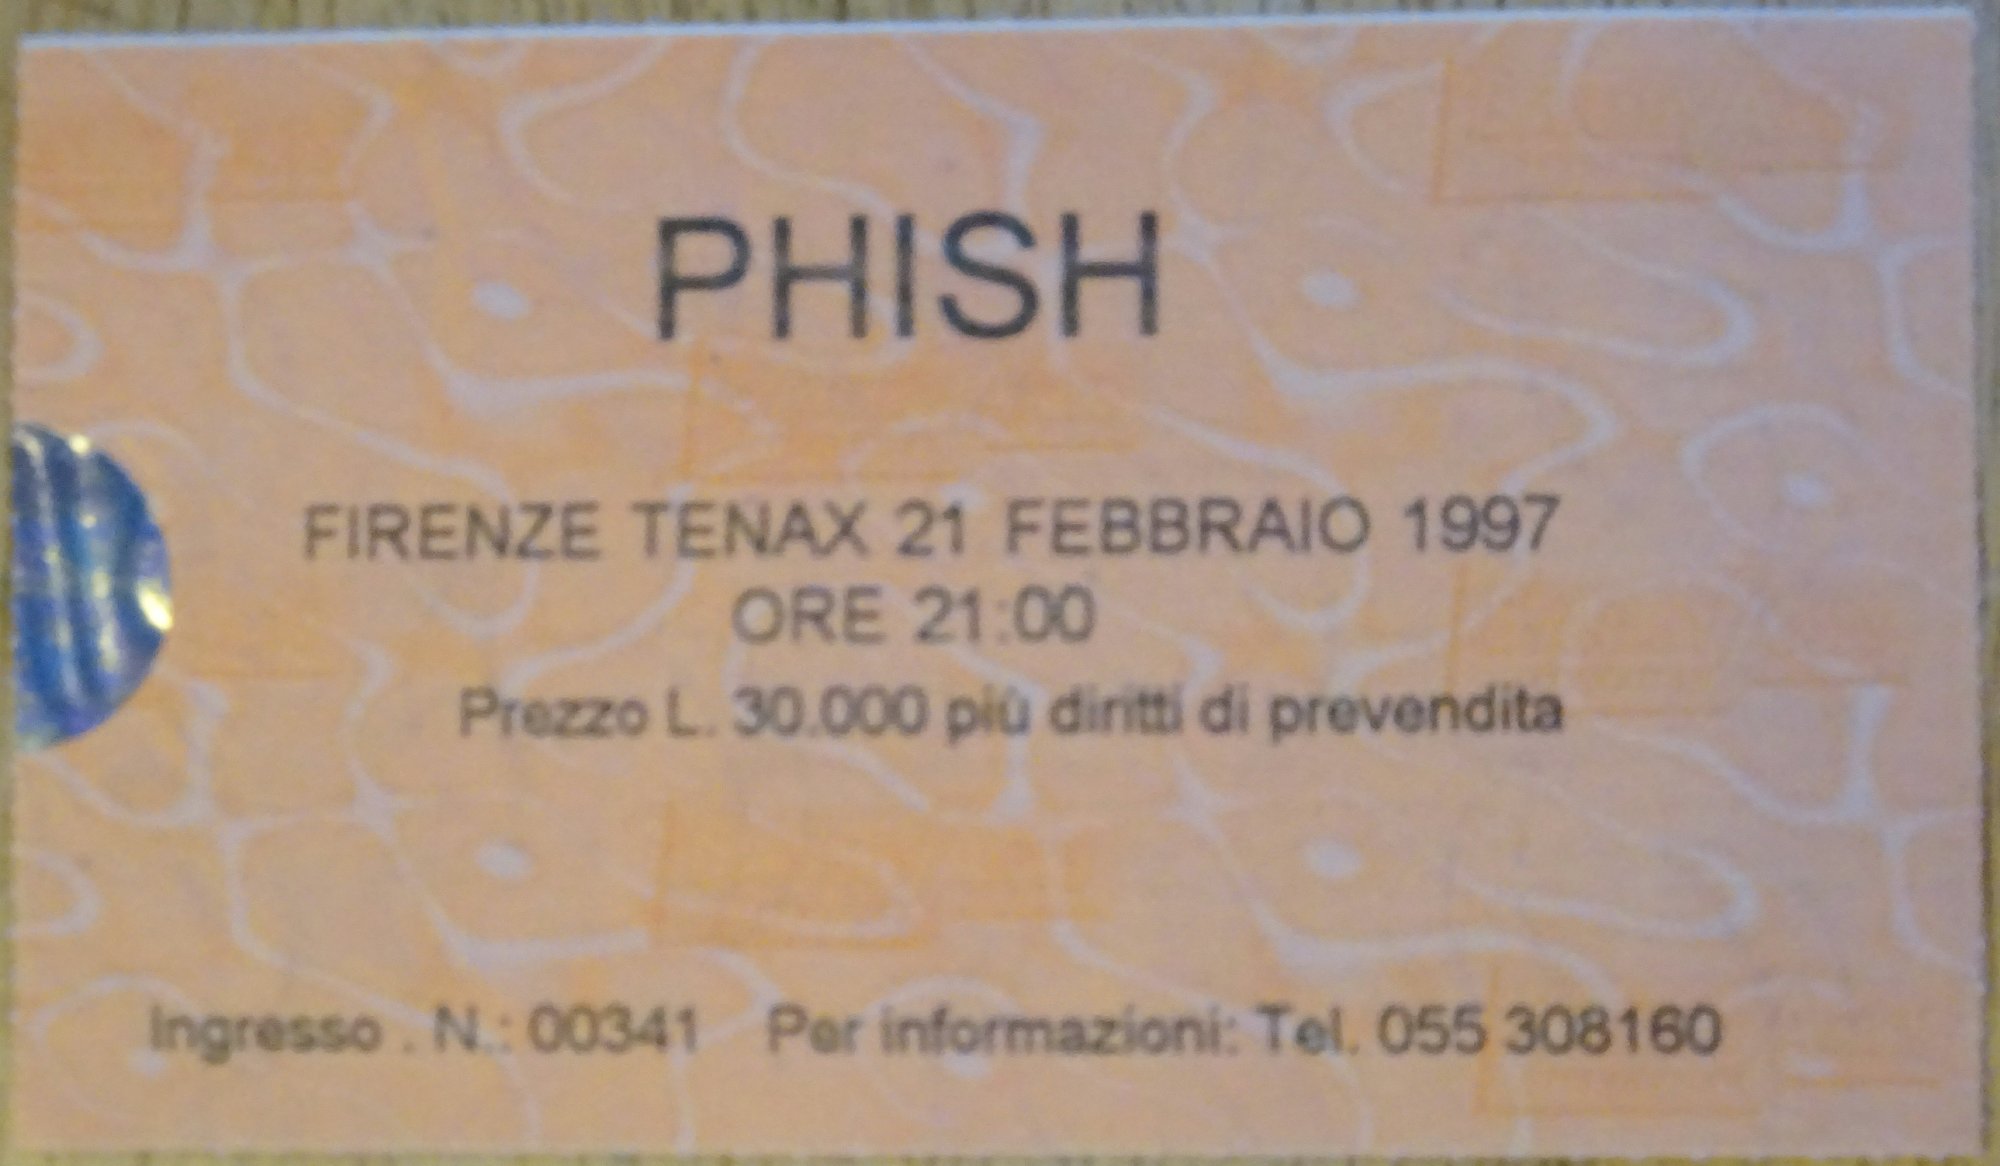 PHISH
FIRENZE TENAX 21 FEBBRAIO 1997
ORE 21:00
Prezzo L. 30.000 più diritti di prevendita
Ingresso . N.: 00341 Per informazioni: Tel. 055 308160